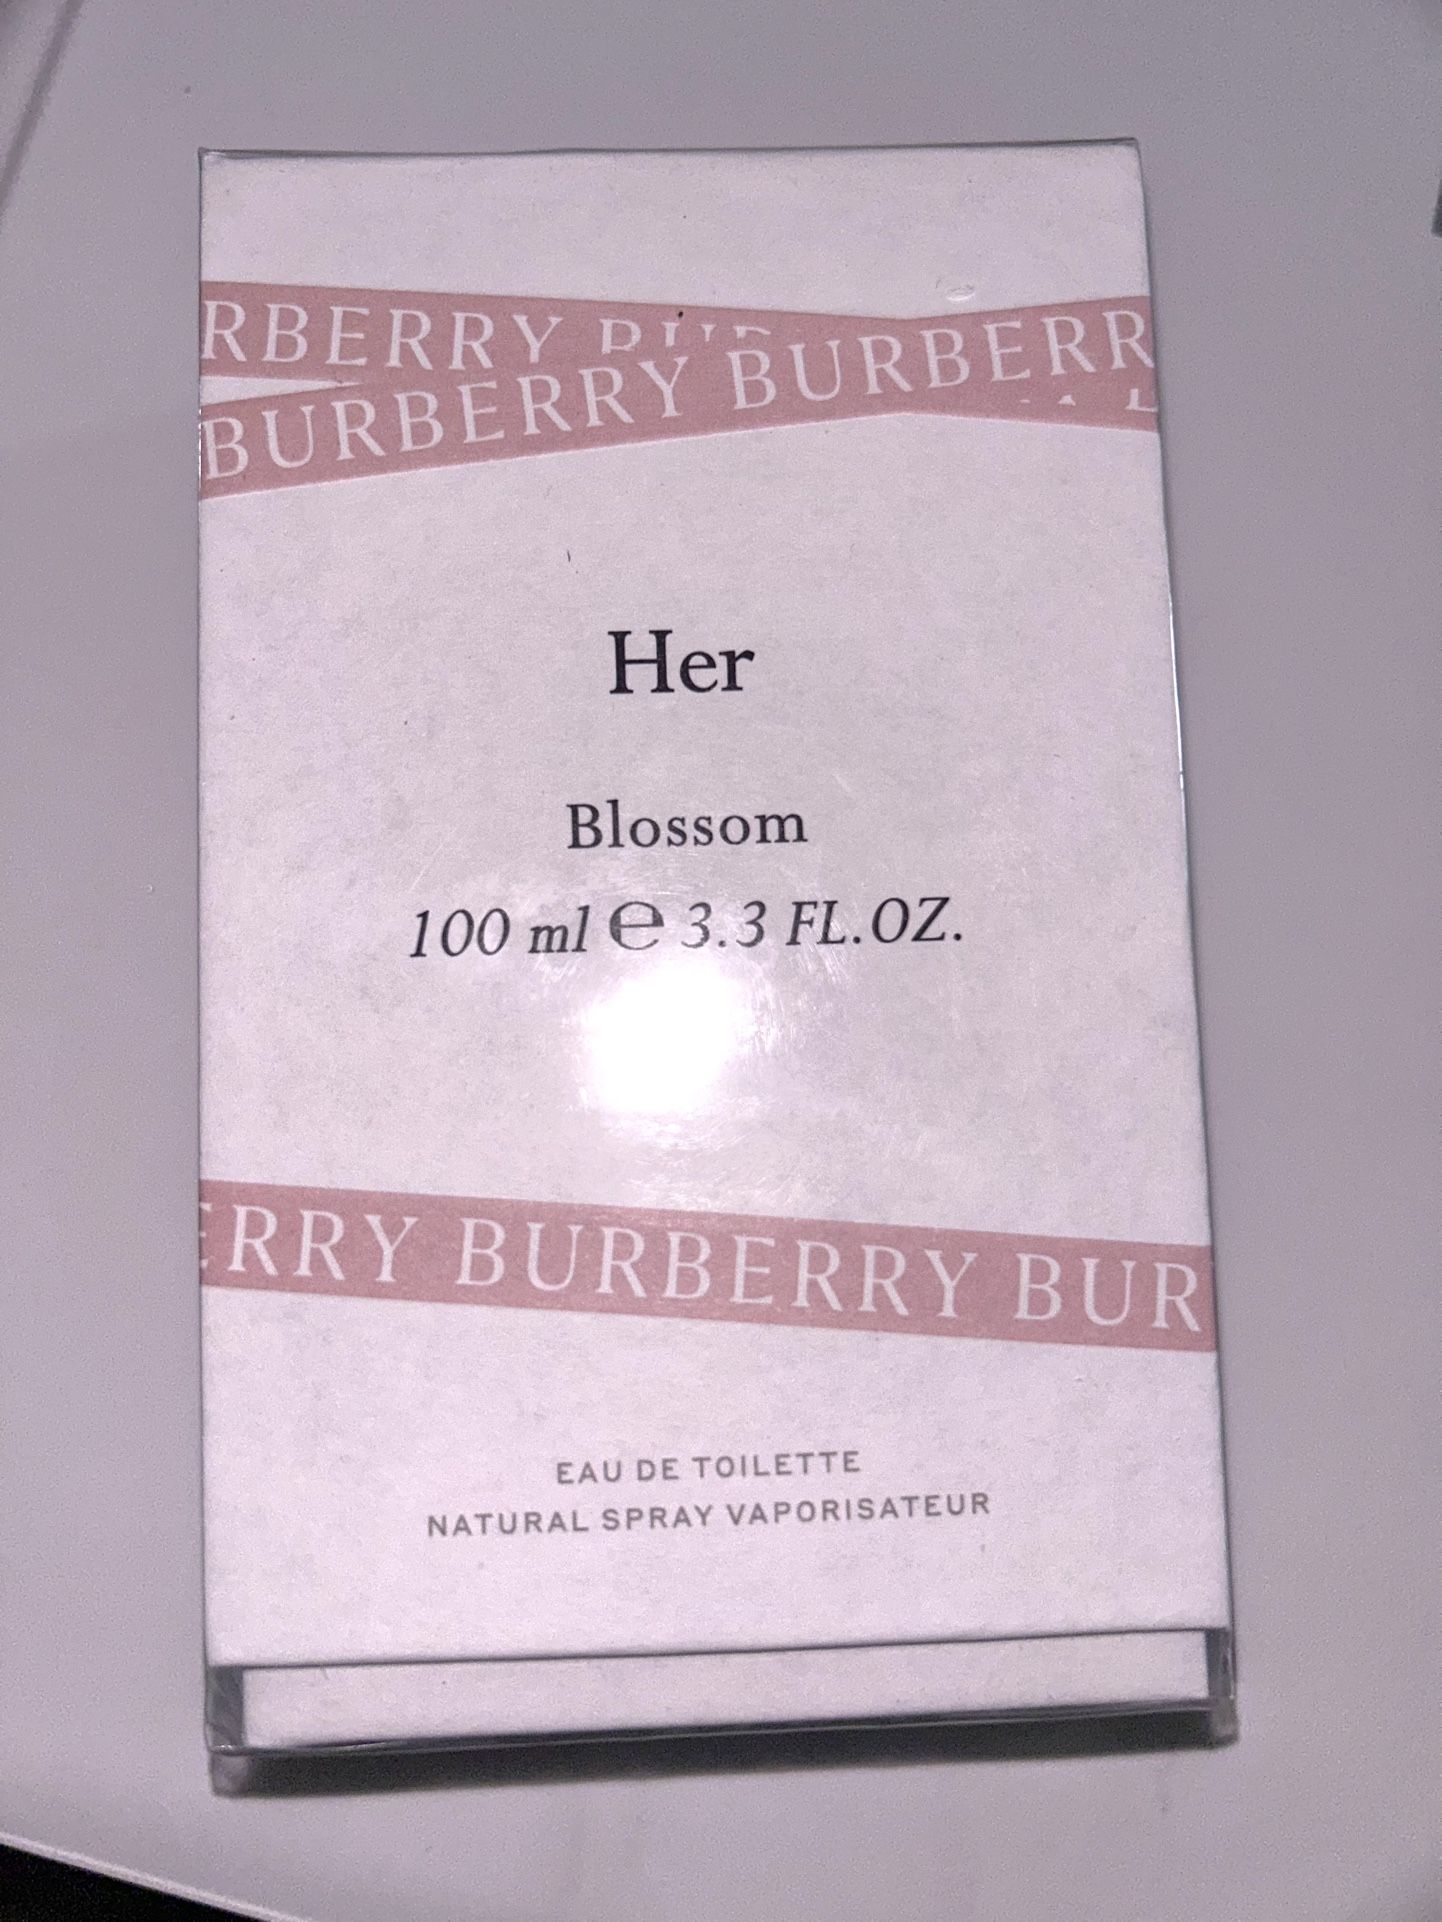 RBERRY BUR
BURBERRY BURBERR
Her
Blossom
100 ml ℮ 3.3 FL.OZ.
ERRY BURBERRY BUR
EAU DE TOILETTE
NATURAL SPRAY VAPORISATEUR